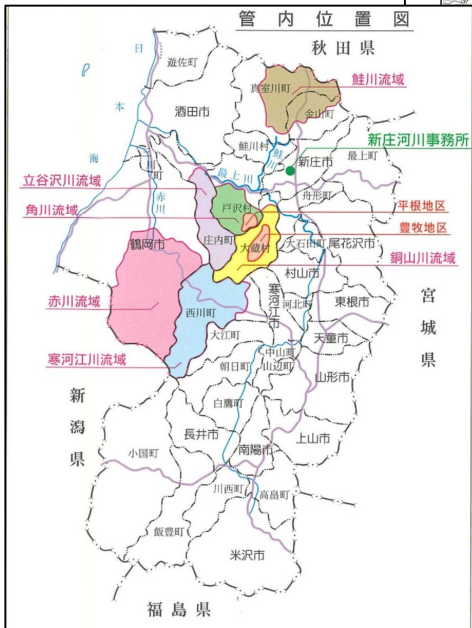 管内位置図
日本海
秋田県
遊佐町
真室川町
鮭川流域
金山町
酒田市
鮭川村
鮭川
新庄河川事務所
新庄市
最上町
最上川
立谷沢川流域
赤川
舟形町
戸沢村
平根地区
角川流域
豊牧地区
鶴岡市
庄内町
大蔵村
大石田町
尾花沢市
銅山川流域
村山市
赤川流域
寒河江市
河北町
東根市
西川町
宮城県
天童市
大江町
中山町
寒河江川流域
朝日町
山辺町
山形市
新潟県
白鷹町
長井市
上山市
小国町
南陽市
川西町
高畠町
飯豊町
米沢市
福島県